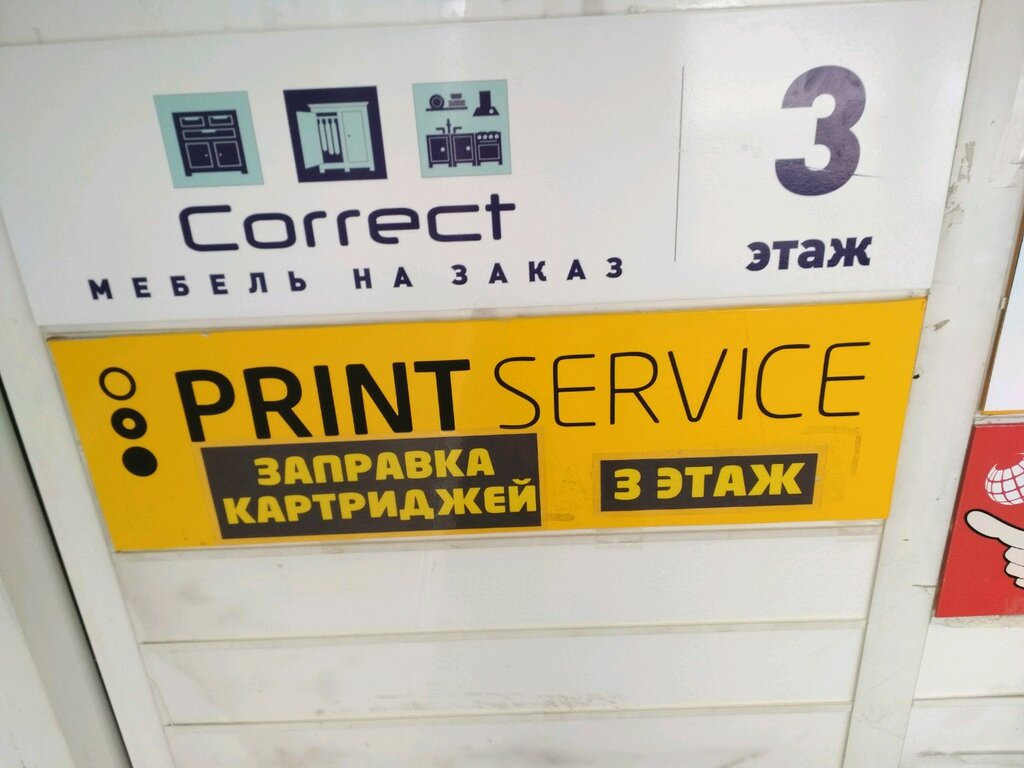 Correct
МЕБЕЛЬ НА ЗАКАЗ
3
этаж
PRINT SERVICE
ЗАПРАВКА
КАРТРИДЖЕЙ
3 ЭТАЖ